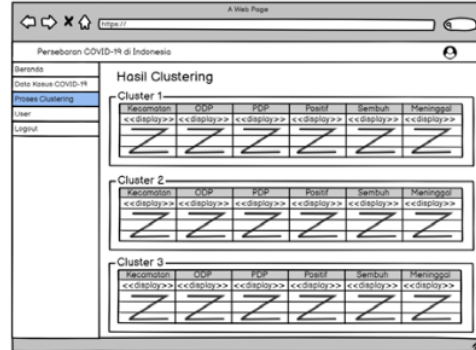 A Web Page
https://
Persebaran COVID-19 di Indonesia
Beranda
Data Kasus COVID-19
Proses Clustering
User
Logout
Hasil Clustering
Cluster 1
Kecamatan ODP PDP Positif Sembuh Meninggal
<<display>> <<display>> <<display>> <<display>> <<display>> <<display>>
Cluster 2
Kecamatan ODP PDP Positif Sembuh Meninggal
<<display>> <<display>> <<display>> <<display>> <<display>> <<display>>
Cluster 3
Kecamatan ODP PDP Positif Sembuh Meninggal
<<display>> <<display>> <<display>> <<display>> <<display>> <<display>>